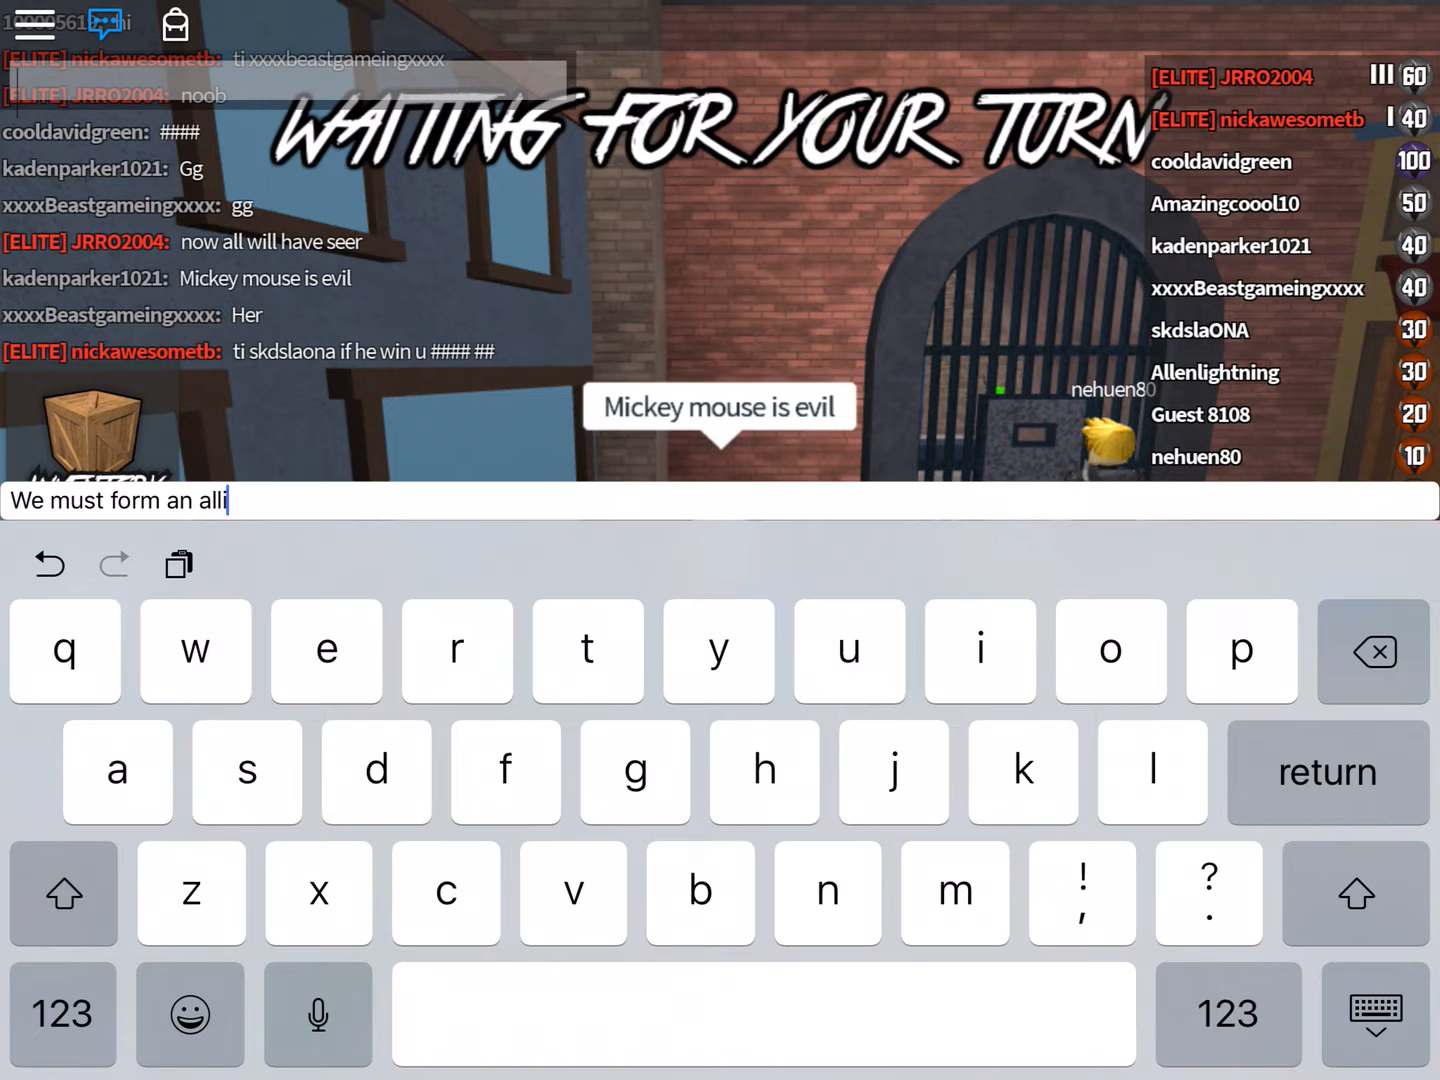 hi
[ELITE] nickawesometb: ti xxxxbeastgameingxxxx
[ELITE] JRRO2004: noob
cooldavidgreen: ####
kadenparker1021: Gg
xxxxBeastgameingxxxx: gg
[ELITE] JRRO2004: now all will have seer
kadenparker1021: Mickey mouse is evil
xxxxBeastgameingxxxx: Her
[ELITE] nickawesometb: ti skdslaona if he win u #### ##
WAITING FOR YOUR TURN
[ELITE] JRRO2004 III 60
[ELITE] nickawesometb I 40
cooldavidgreen 100
Amazingcoool10 50
kadenparker1021 40
xxxxBeastgameingxxxx 40
skdslaONA 30
Allenlightning 30
Guest 8108 20
nehuen80 10
nehuen80
Mickey mouse is evil
We must form an alli
q w e r t y u i o p
a s d f g h j k l return
z x c v b n m ! , ? .
123 123